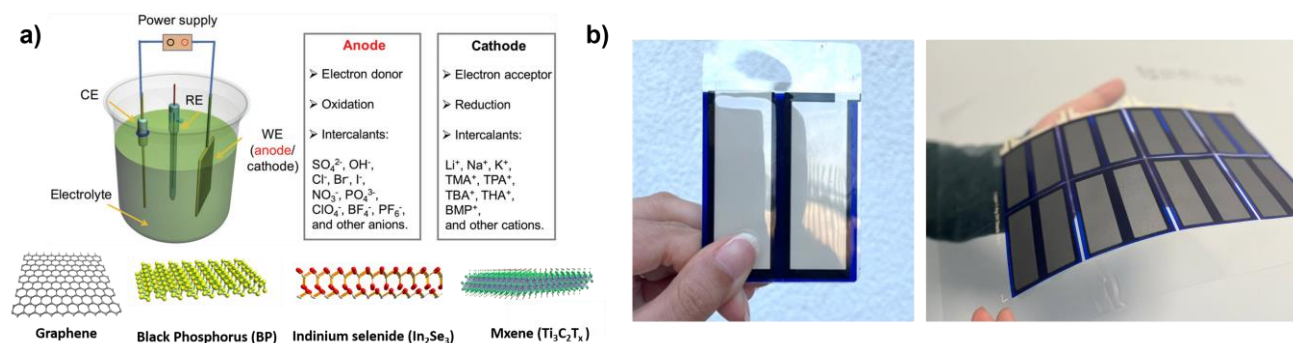 a)
Power supply
CE
RE
WE
(anode/
cathode)
Electrolyte
Anode
➢ Electron donor
➢ Oxidation
➢ Intercalants:
SO₄²⁻, OH⁻,
Cl⁻, Br⁻, I⁻,
NO₃⁻, PO₄³⁻,
ClO₄⁻, BF₄⁻, PF₆⁻,
and other anions.
Cathode
➢ Electron acceptor
➢ Reduction
➢ Intercalants:
Li⁺, Na⁺, K⁺,
TMA⁺, TPA⁺,
TBA⁺, THA⁺,
BMP⁺,
and other cations.
Graphene
Black Phosphorus (BP)
Indinium selenide (In₂Se₃)
Mxene (Ti₃C₂Tₓ)
b)